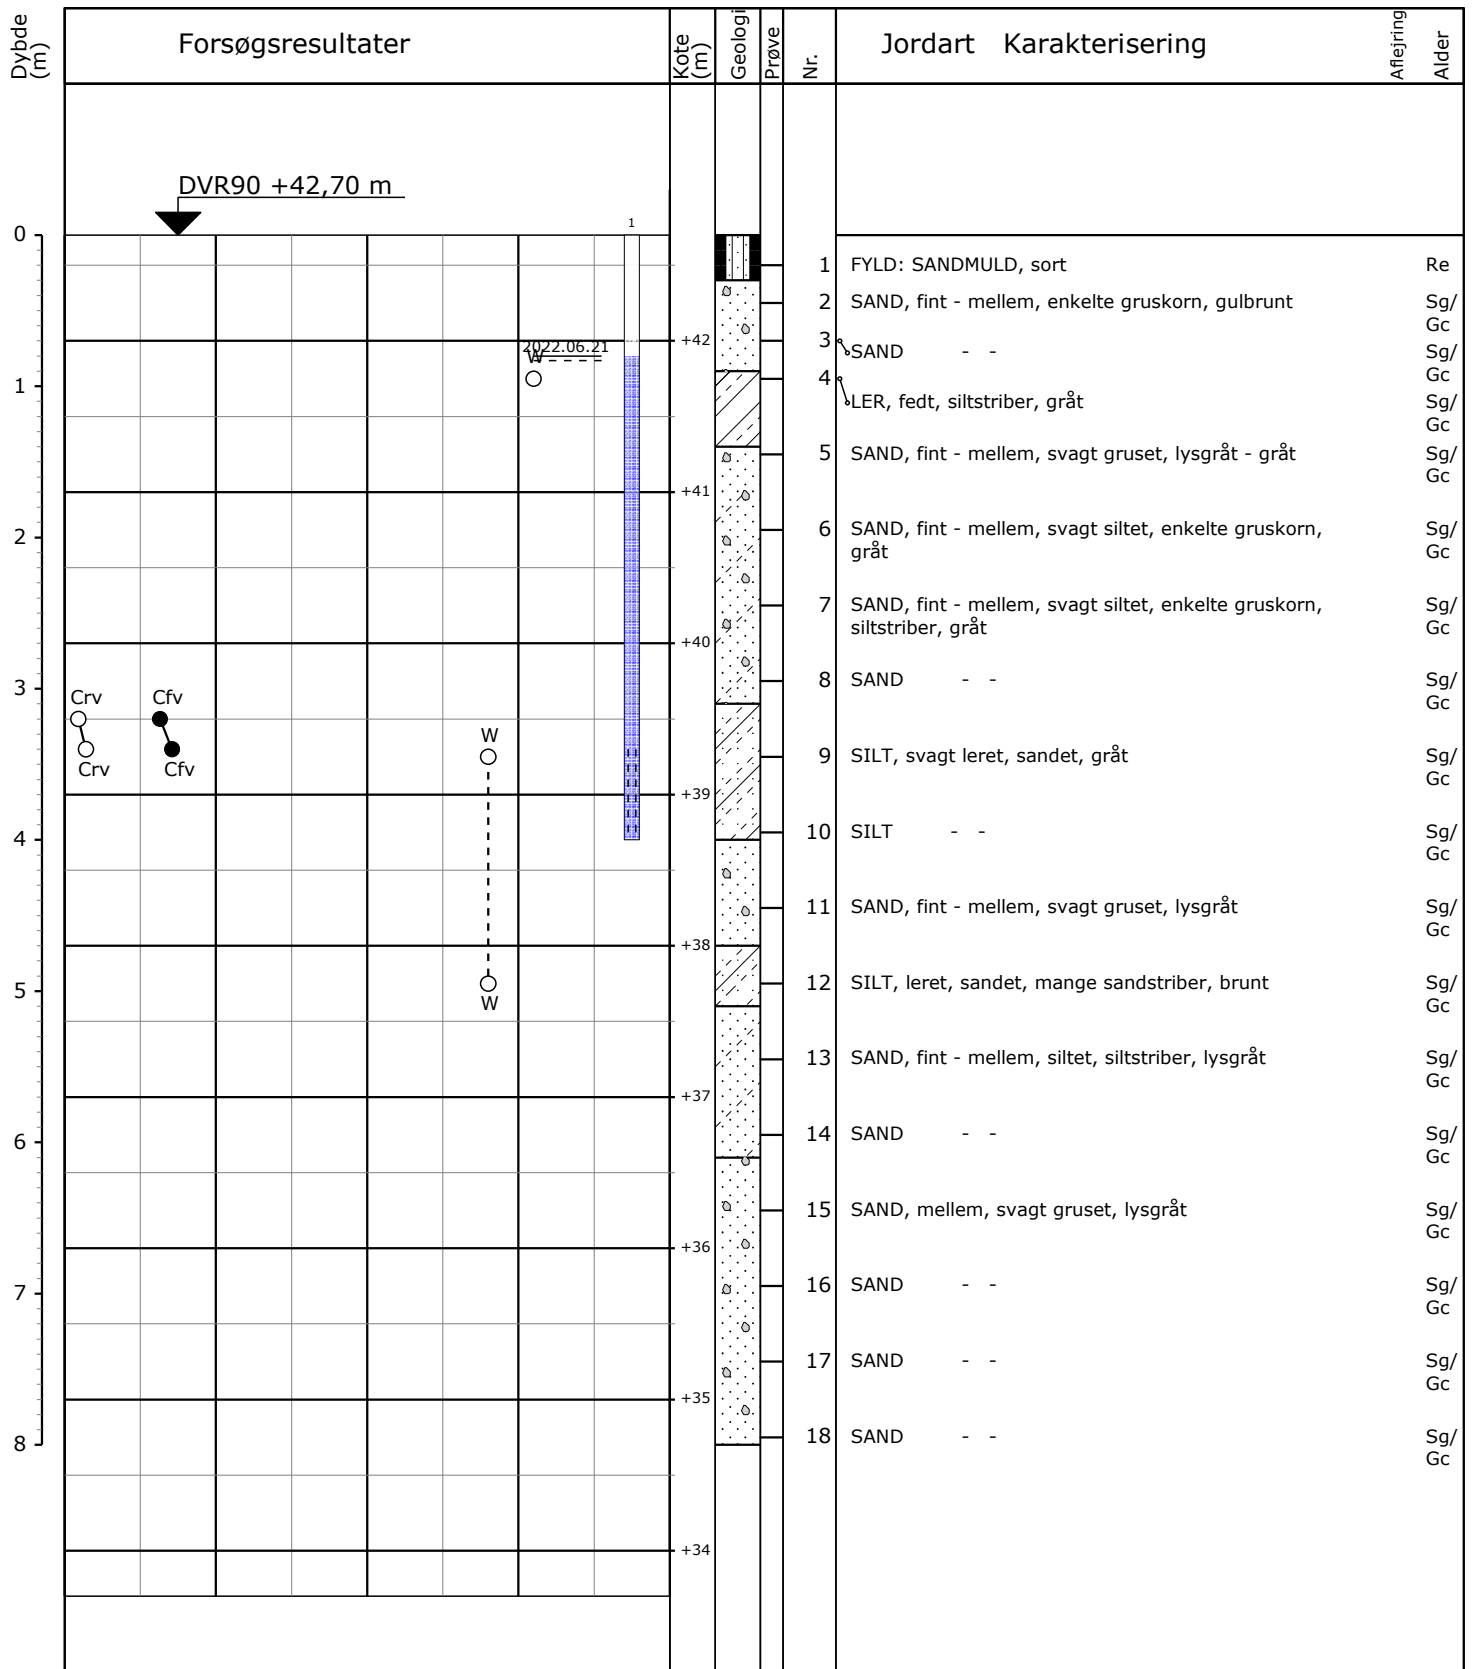 Dybde (m)
Forsøgsresultater
Kote (m)
Geologi
Prøve
Nr.
Jordart Karakterisering
Aflejring
Alder
DVR90 +42,70 m
1
0
1 FYLD: SANDMULD, sort Re
2 SAND, fint - mellem, enkelte gruskorn, gulbrunt Sg/
Gc
+42
3
2022.06.21
W
SAND - - Sg/
Gc
1
4
LER, fedt, siltstriber, gråt Sg/
Gc
5 SAND, fint - mellem, svagt gruset, lysgråt - gråt Sg/
Gc
+41
2
6 SAND, fint - mellem, svagt siltet, enkelte gruskorn, Sg/
gråt Gc
7 SAND, fint - mellem, svagt siltet, enkelte gruskorn, Sg/
siltstriber, gråt Gc
+40
3
8 SAND - - Sg/
Gc
Crv Cfv
W
9 SILT, svagt leret, sandet, gråt Sg/
Crv Cfv
Gc
+39
4
10 SILT - - Sg/
Gc
11 SAND, fint - mellem, svagt gruset, lysgråt Sg/
Gc
+38
5
12 SILT, leret, sandet, mange sandstriber, brunt Sg/
W
Gc
13 SAND, fint - mellem, siltet, siltstriber, lysgråt Sg/
Gc
+37
6
14 SAND - - Sg/
Gc
15 SAND, mellem, svagt gruset, lysgråt Sg/
Gc
+36
7
16 SAND - - Sg/
Gc
17 SAND - - Sg/
Gc
+35
8
18 SAND - - Sg/
Gc
+34